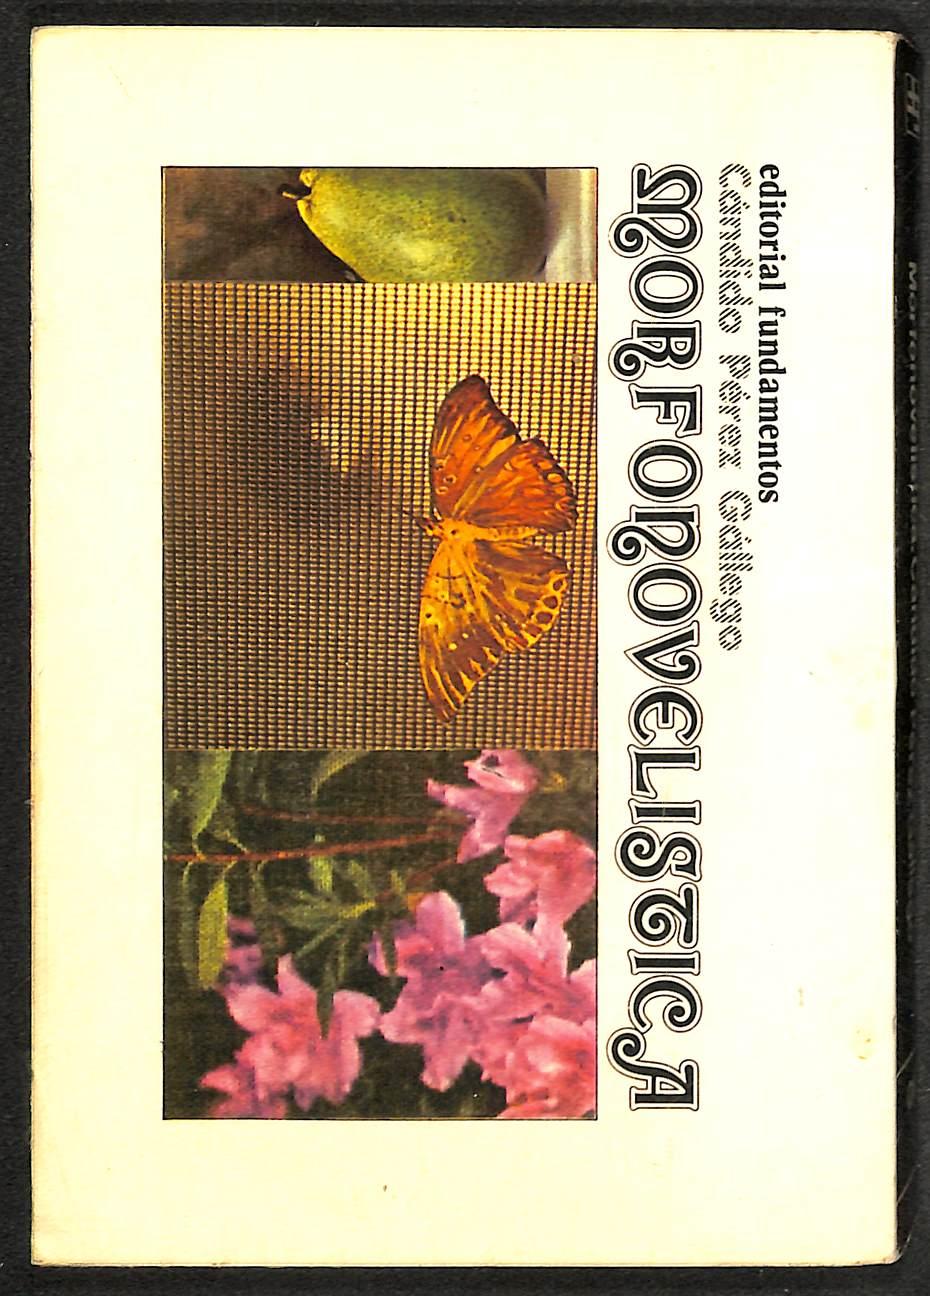 editorial fundamentos
Cándido Pérez Gállego
MORFONOVELISTICA